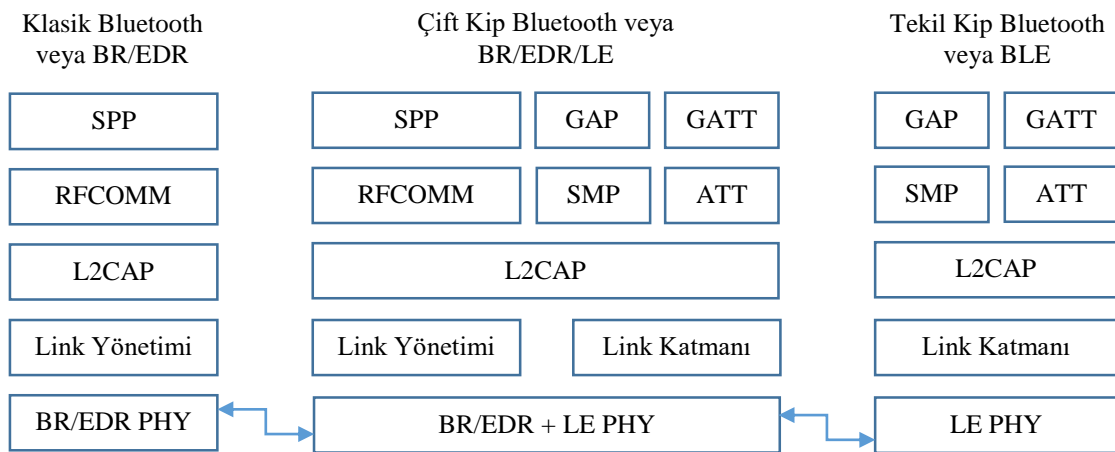 Klasik Bluetooth
veya BR/EDR
Çift Kip Bluetooth veya
BR/EDR/LE
Tekil Kip Bluetooth
veya BLE
SPP
SPP
GAP
GATT
GAP
GATT
RFCOMM
RFCOMM
SMP
ATT
SMP
ATT
L2CAP
L2CAP
L2CAP
Link Yönetimi
Link Yönetimi
Link Katmanı
Link Katmanı
BR/EDR PHY
BR/EDR + LE PHY
LE PHY